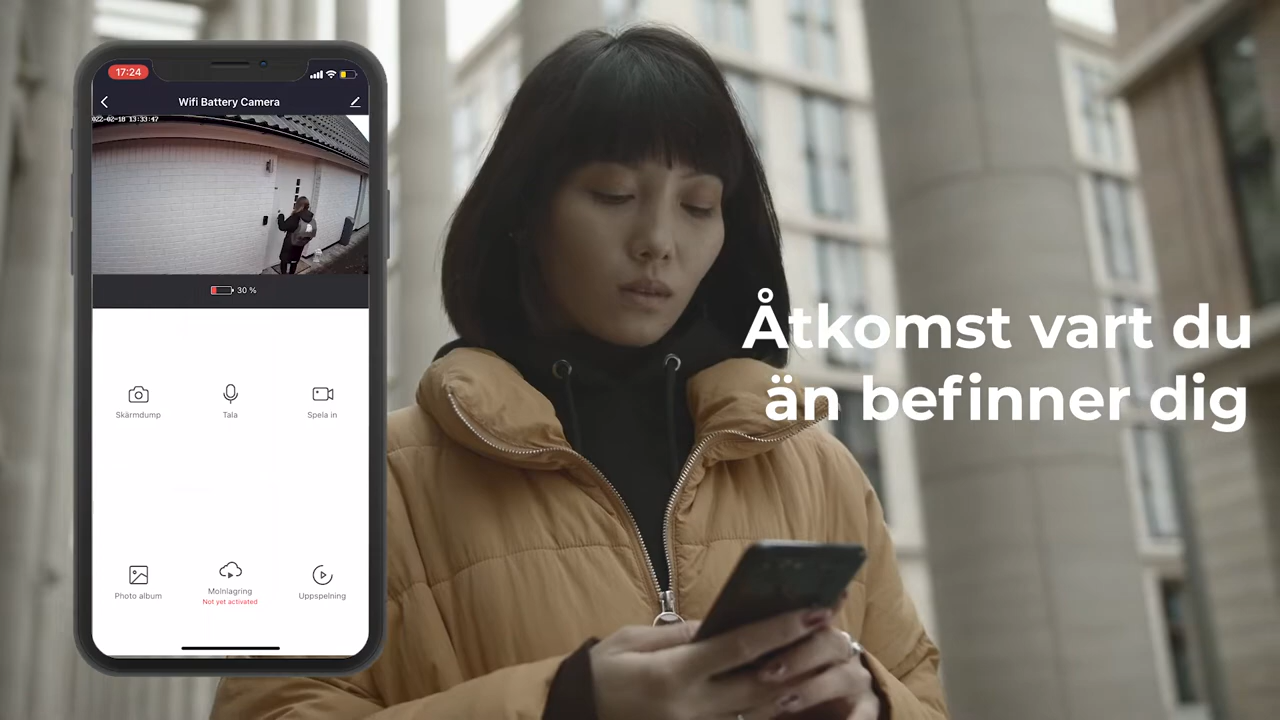 17:24
Wifi Battery Camera
022-02-18 13:33:47
30 %
Skärmdump
Tala
Spela in
Photo album
Molnlagring
Not yet activated
Uppspelning
Åtkomst vart du
än befinner dig